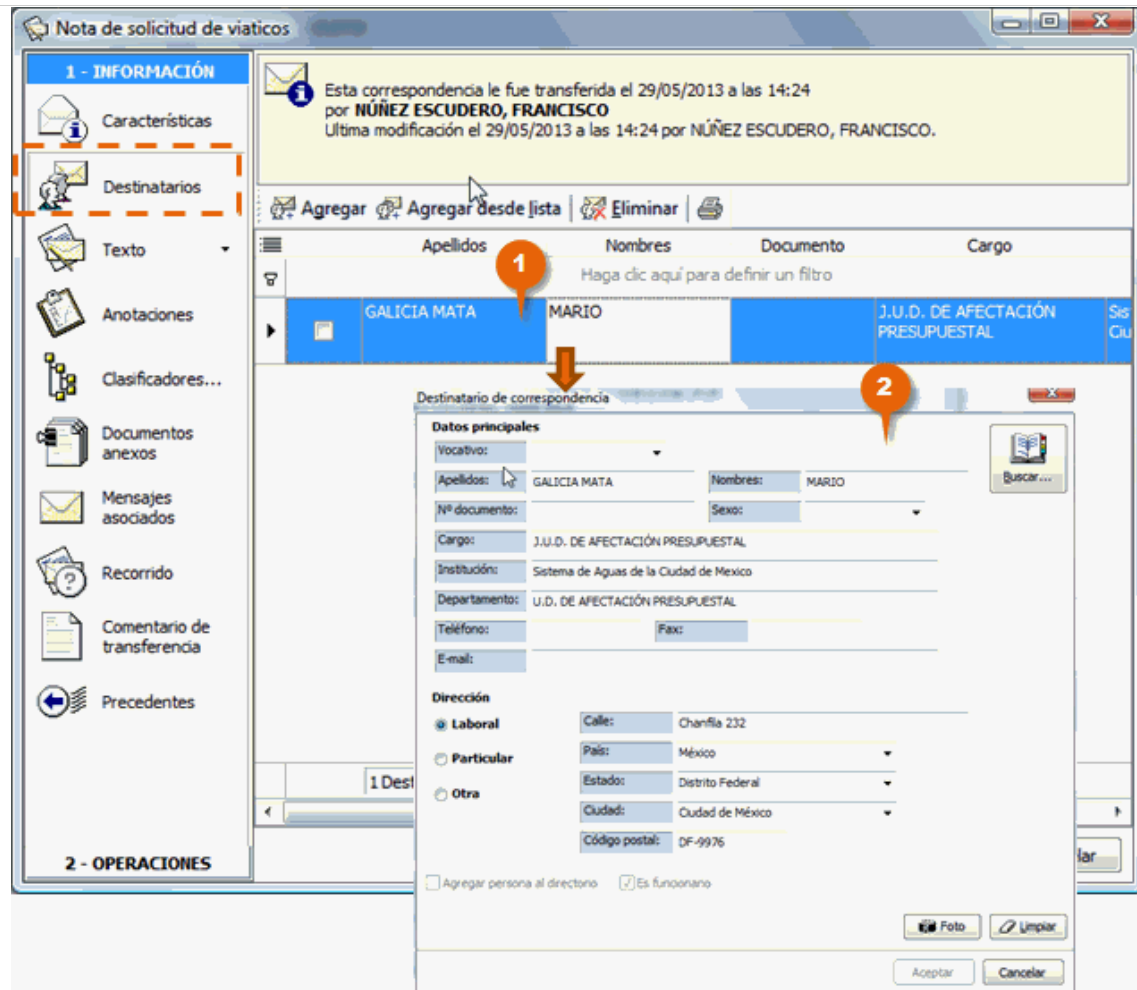 Nota de solicitud de viaticos
1 - INFORMACIÓN
Características
Destinatarios
Texto
Anotaciones
Clasificadores...
Documentos
anexos
Mensajes
asociados
Recorrido
Comentario de
transferencia
Precedentes
2 - OPERACIONES
Esta correspondencia le fue transferida el 29/05/2013 a las 14:24
por NÚÑEZ ESCUDERO, FRANCISCO
Ultima modificación el 29/05/2013 a las 14:24 por NÚÑEZ ESCUDERO, FRANCISCO.
Agregar Agregar desde lista Eliminar
Apellidos Nombres Documento Cargo
Haga clic aquí para definir un filtro
1
GALICIA MATA MARIO J.U.D. DE AFECTACIÓN Sis
PRESUPUESTAL Ciu
2
Destinatario de correspondencia
Datos principales
Vocativo:
Buscar...
Apellidos: GALICIA MATA Nombres: MARIO
Nº documento: Sexo:
Cargo: J.U.D. DE AFECTACIÓN PRESUPUESTAL
Institución: Sistema de Aguas de la Ciudad de Mexico
Departamento: U.D. DE AFECTACIÓN PRESUPUESTAL
Teléfono: Fax:
E-mail:
Dirección
Laboral Calle: Chanfila 232
Particular País: México
Otra Estado: Distrito Federal
Ciudad: Ciudad de México
Código postal: DF-9976
1 Dest
Agregar persona al directorio Es funcionario
lar
Foto Limpiar
Aceptar Cancelar